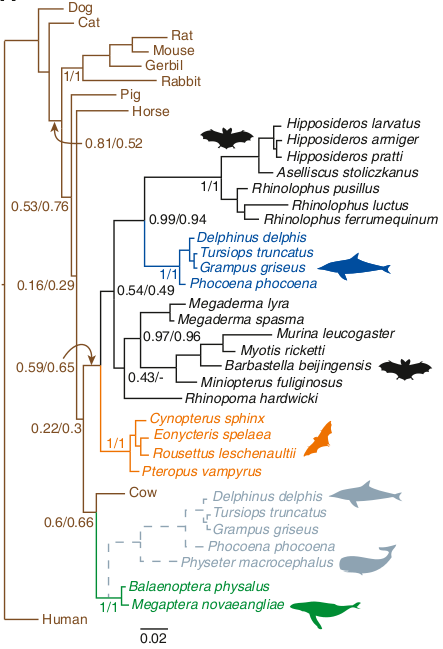 Dog
Cat
Rat
Mouse
Gerbil
1/1
Rabbit
Pig
Horse
Hipposideros larvatus
Hipposideros armiger
0.81/0.52
Hipposideros pratti
Aselliscus stoliczkanus
1/1
Rhinolophus pusillus
0.53/0.76
Rhinolophus luctus
0.99/0.94
Rhinolophus ferrumequinum
Delphinus delphis
Tursiops truncatus
Grampus griseus
1/1
Phocoena phocoena
0.16/0.29
0.54/0.49
Megaderma lyra
Megaderma spasma
0.97/0.96
Murina leucogaster
Myotis ricketti
0.59/0.65
Barbastella beijingensis
0.43/-
Miniopterus fuliginosus
Rhinopoma hardwicki
Cynopterus sphinx
0.22/0.3
Eonycteris spelaea
1/1
Rousettus leschenaultii
Pteropus vampyrus
Cow
Delphinus delphis
Tursiops truncatus
0.6/0.66
Grampus griseus
Phocoena phocoena
Physeter macrocephalus
Balaenoptera physalus
1/1
Megaptera novaeangliae
Human
0.02